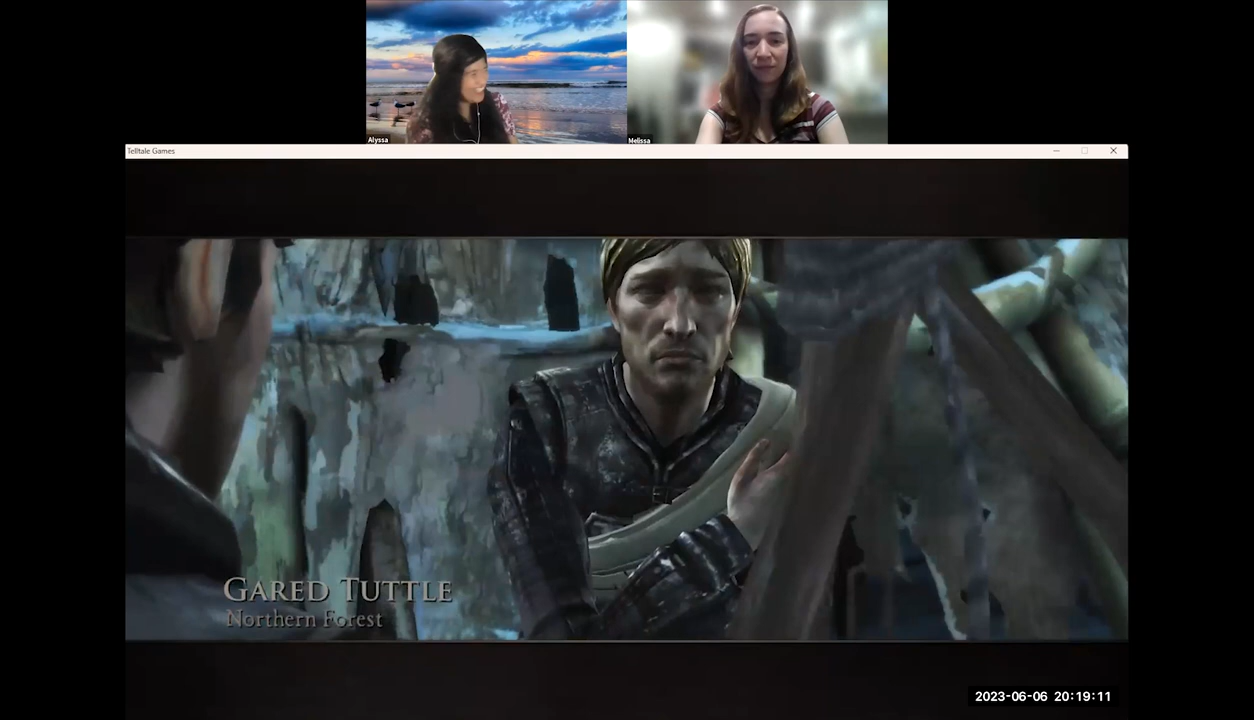 Alyssa
Melissa
Telltale Games
GARED TUTTLE
Northern Forest
2023-06-06 20:19:11